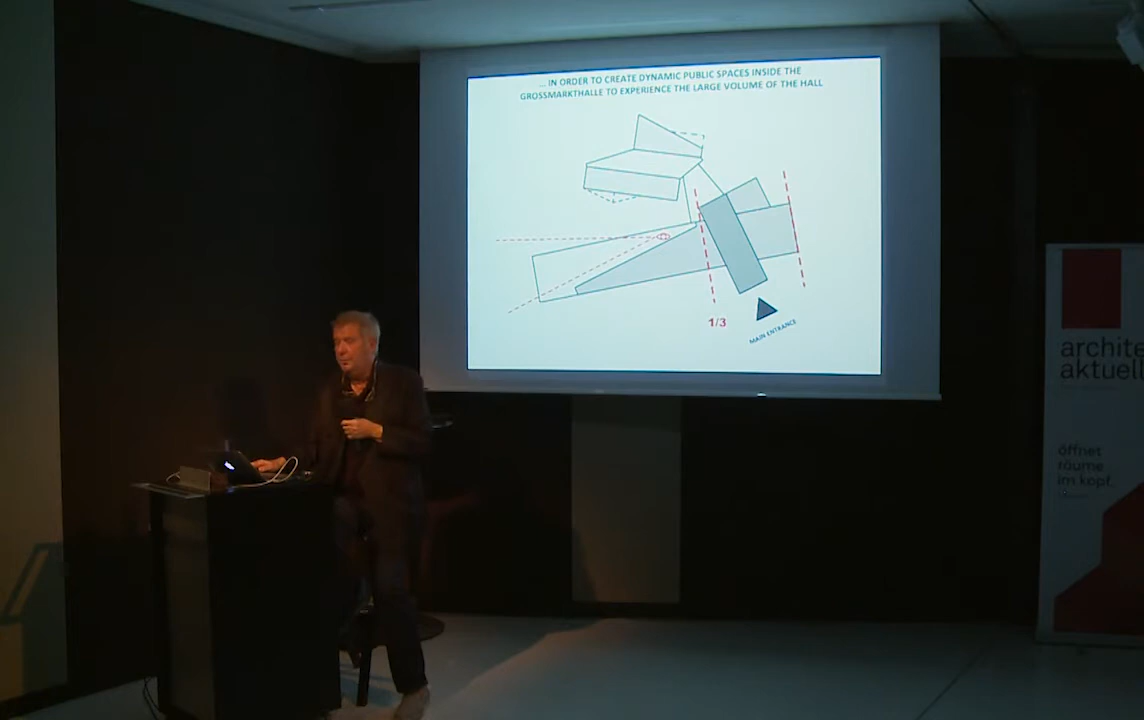 ... IN ORDER TO CREATE DYNAMIC PUBLIC SPACES INSIDE THE
GROSSMARKTHALLE TO EXPERIENCE THE LARGE VOLUME OF THE HALL
1/3
MAIN ENTRANCE
archite
aktuell
öffnet
räume
im kopf.